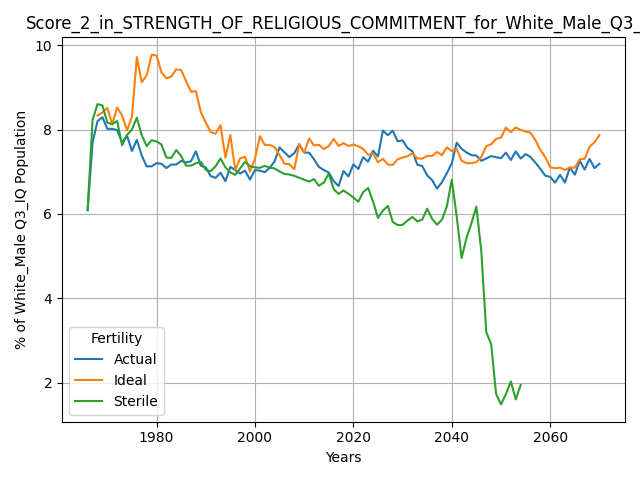 Score_2_in_STRENGTH_OF_RELIGIOUS_COMMITMENT_for_White_Male_Q3_
% of White_Male Q3_IQ Population
10
8
6
4
2
Fertility
Actual
Ideal
Sterile
1980 2000 2020 2040 2060
Years